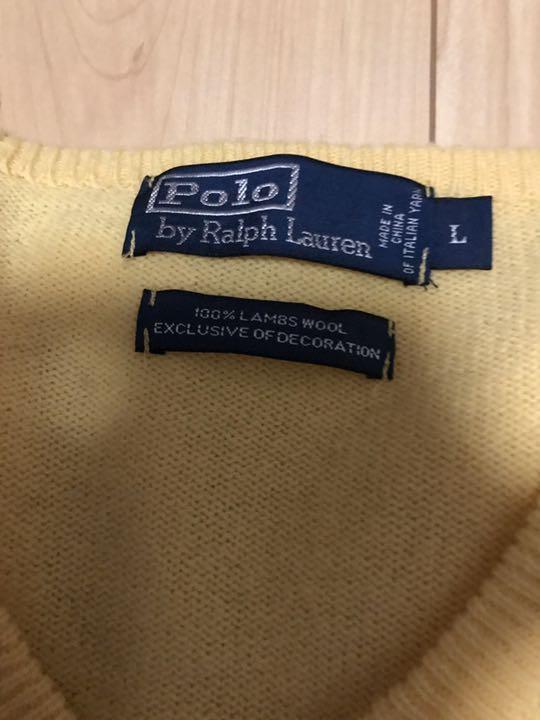 Polo
by Ralph Lauren
MADE IN
CHINA
OF ITALIAN YARN
L
100% LAMBS WOOL
EXCLUSIVE OF DECORATION